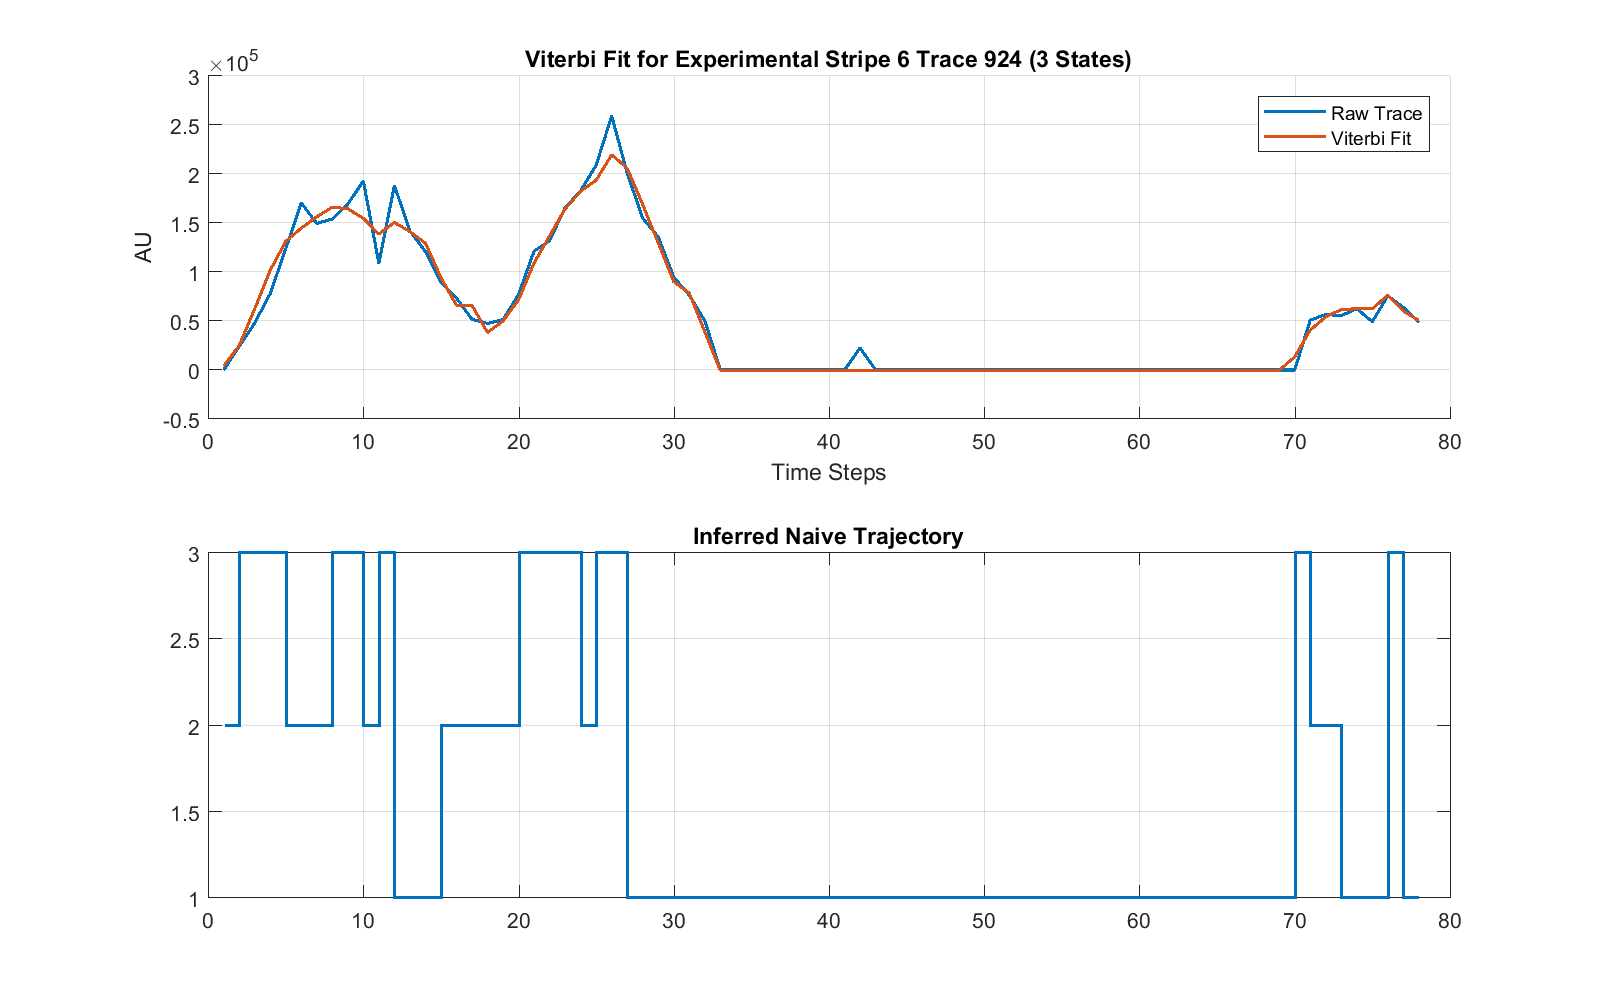 Viterbi Fit for Experimental Stripe 6 Trace 924 (3 States)
×10^5
3
2.5
2
1.5
1
0.5
0
-0.5
AU
Raw Trace
Viterbi Fit
0 10 20 30 40 50 60 70 80
Time Steps
Inferred Naive Trajectory
3
2.5
2
1.5
1
0 10 20 30 40 50 60 70 80